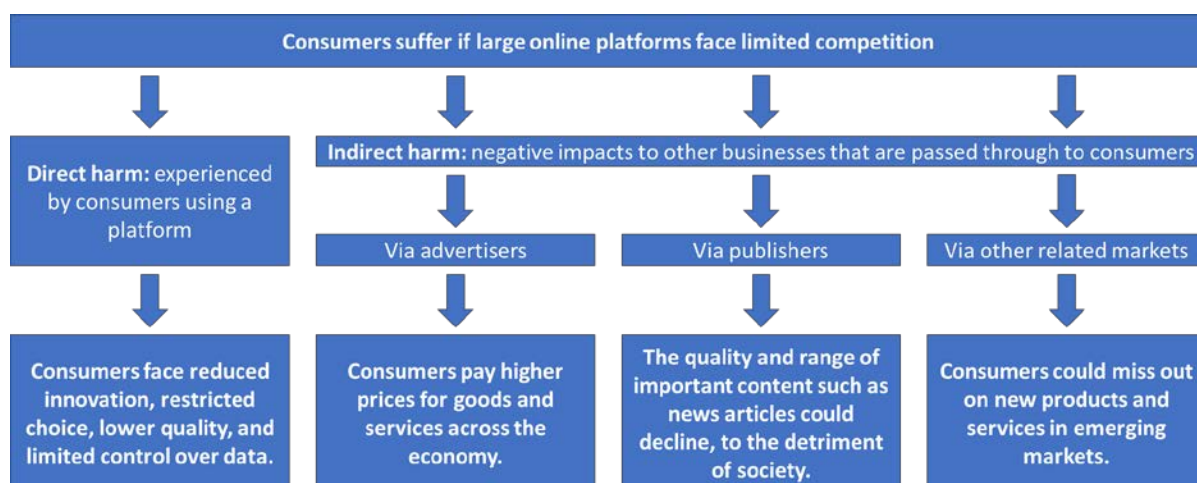 Consumers suffer if large online platforms face limited competition
Direct harm: experienced
by consumers using a
platform
Indirect harm: negative impacts to other businesses that are passed through to consumers
Via advertisers
Via publishers
Via other related markets
Consumers face reduced
innovation, restricted
choice, lower quality, and
limited control over data.
Consumers pay higher
prices for goods and
services across the
economy.
The quality and range of
important content such as
news articles could
decline, to the detriment
of society.
Consumers could miss out
on new products and
services in emerging
markets.